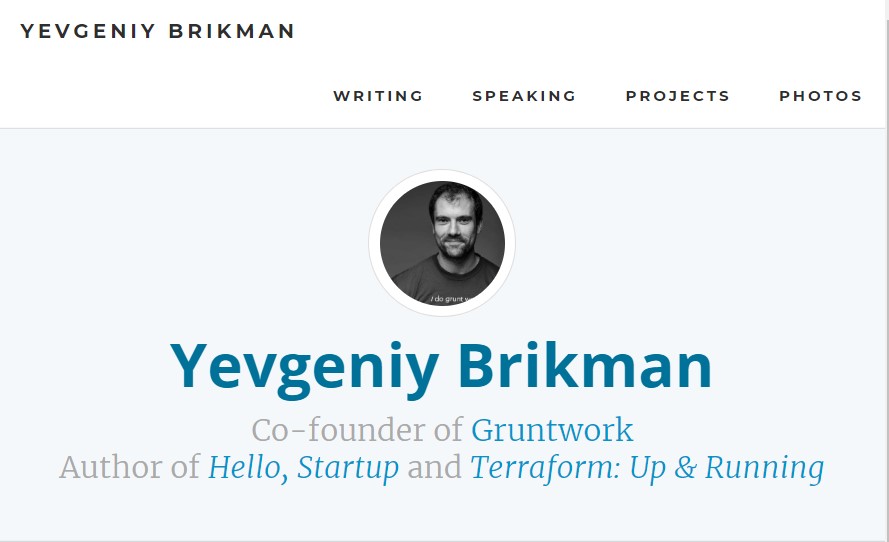 YEVGENIY BRIKMAN
WRITING SPEAKING PROJECTS PHOTOS
I do grunt
Yevgeniy Brikman
Co-founder of Gruntwork
Author of Hello, Startup and Terraform: Up & Running